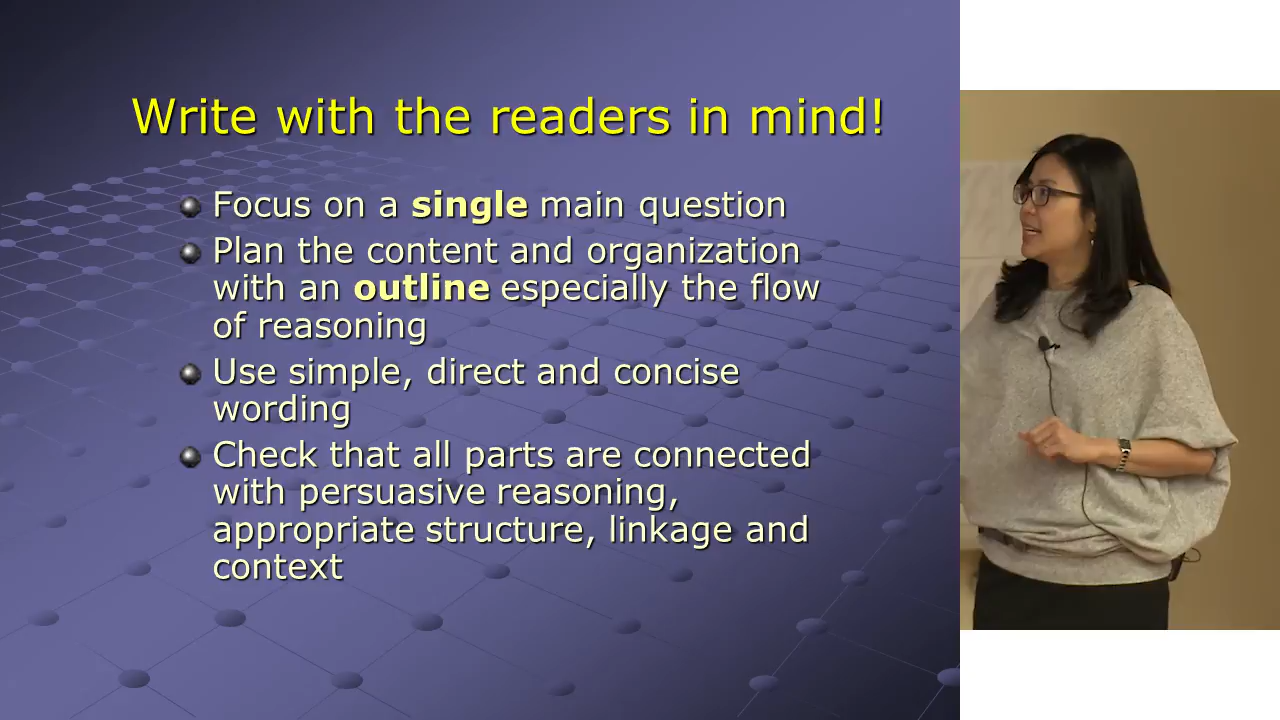 Write with the readers in mind!
Focus on a single main question
Plan the content and organization
with an outline especially the flow
of reasoning
Use simple, direct and concise
wording
Check that all parts are connected
with persuasive reasoning,
appropriate structure, linkage and
context